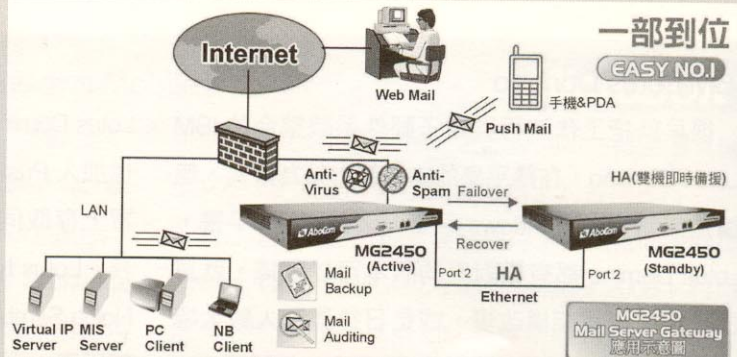 一部到位
EASY NO.1
Internet
Web Mail
手機&PDA
Push Mail
Anti-
Virus
Anti-
Spam
Failover
HA(雙機即時備援)
LAN
AboCom
AboCom
Recover
MG2450
(Active)
MG2450
(Standby)
Port 2
HA
Port 2
Ethernet
Mail
Backup
Mail
Auditing
Virtual IP
Server
MIS
Server
PC
Client
NB
Client
MG2450
Mail Server Gateway
應用示意圖